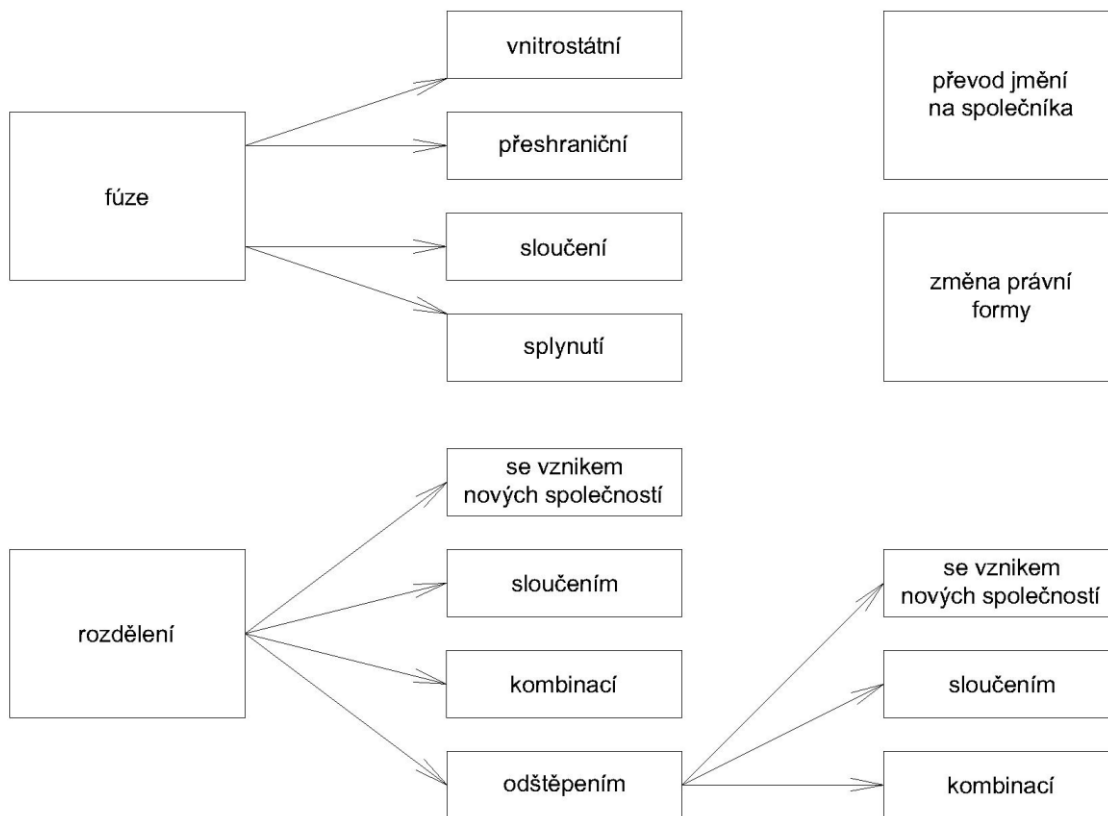 vnitrostátní
přeshraniční
fúze
sloučení
splynutí
převod jmění
na společníka
změna právní
formy
se vznikem
nových společností
sloučením
rozdělení
kombinací
odštěpením
se vznikem
nových společností
sloučením
kombinací